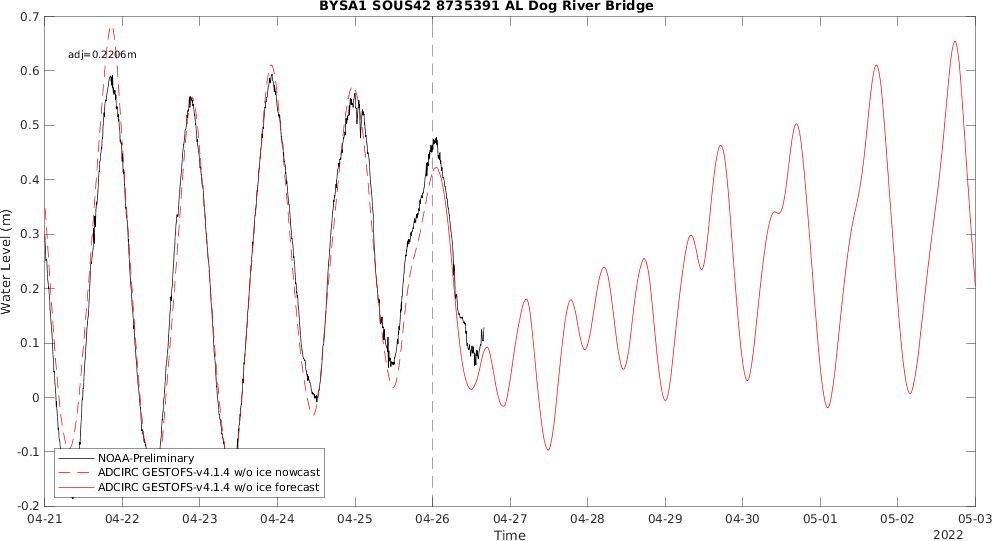 BYSA1 SOUS42 8735391 AL Dog River Bridge
0.7
adj=0.2206m
0.6
0.5
0.4
0.3
0.2
0.1
0
-0.1
-0.2
Water Level (m)
NOAA-Preliminary
ADCIRC GESTOFS-v4.1.4 w/o ice nowcast
ADCIRC GESTOFS-v4.1.4 w/o ice forecast
04-21 04-22 04-23 04-24 04-25 04-26 04-27 04-28 04-29 04-30 05-01 05-02 05-03
Time
2022